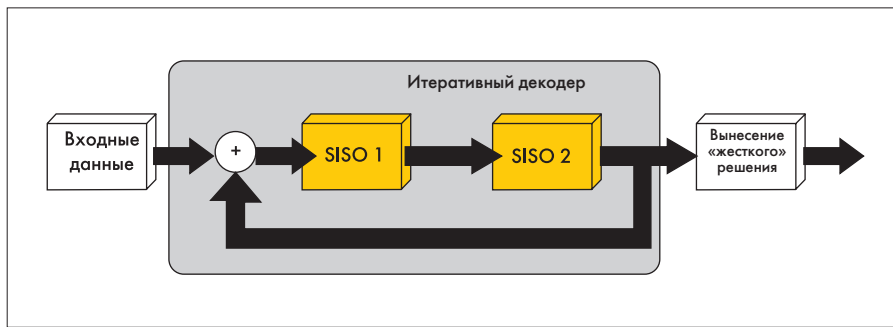 Итеративный декодер
Входные
данные
+
SISO 1
SISO 2
Вынесение
«жесткого»
решения